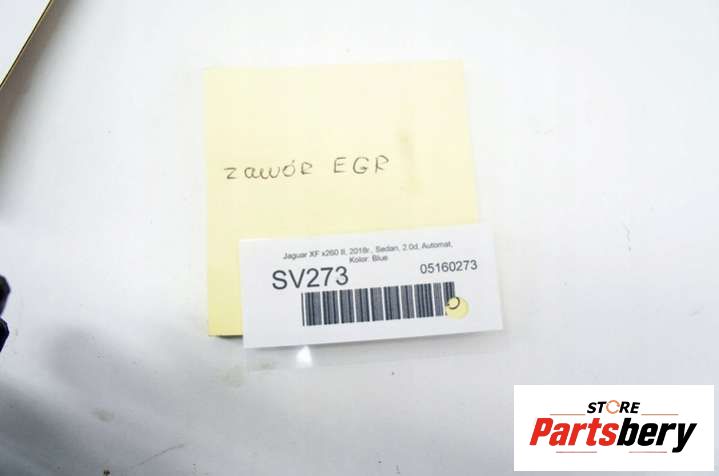 zawór EGR
Jaguar XF x260 II, 2018r., Sedan, 2.0d, Automat,
Kolor: Blue
SV273 05160273
STORE
Partsbery